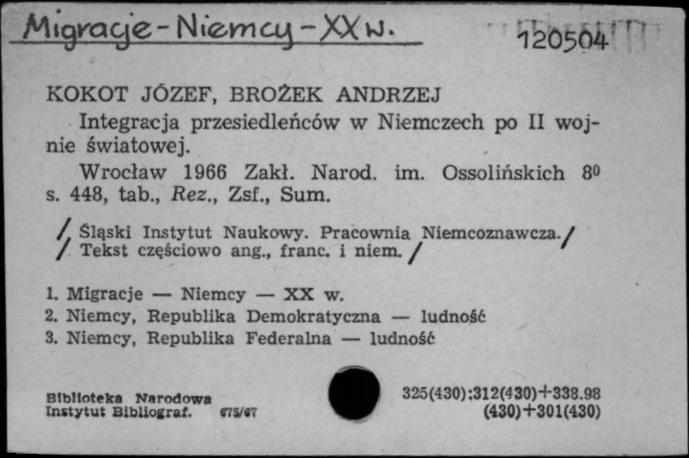 Migracje - Niemcy - XX w.
120504
KOKOT JÓZEF, BROŻEK ANDRZEJ
Integracja przesiedleńców w Niemczech po II woj-
nie światowej.
Wrocław 1966 Zakł. Narod. im. Ossolińskich 8⁰
s. 448, tab., Rez., Zsf., Sum.
/ Śląski Instytut Naukowy. Pracownia Niemcoznawcza. /
/ Tekst częściowo ang., franc. i niem. /
1. Migracje — Niemcy — XX w.
2. Niemcy, Republika Demokratyczna — ludność
3. Niemcy, Republika Federalna — ludność
Biblioteka Narodowa
Instytut Bibliograf. 675/67
325(430):312(430)+338.98
(430)+301(430)